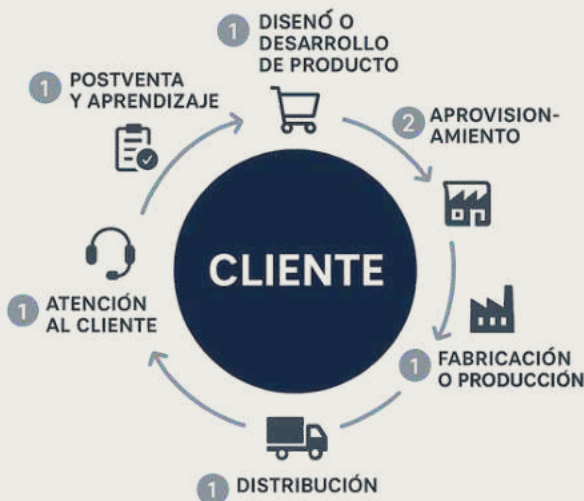 1 DISENÓ O
DESARROLLO
DE PRODUCTO
2 APROVISION-
AMIENTO
1 FABRICACIÓN
O PRODUCCIÓN
1 DISTRIBUCIÓN
1 ATENCIÓN
AL CLIENTE
1 POSTVENTA
Y APRENDIZAJE
CLIENTE